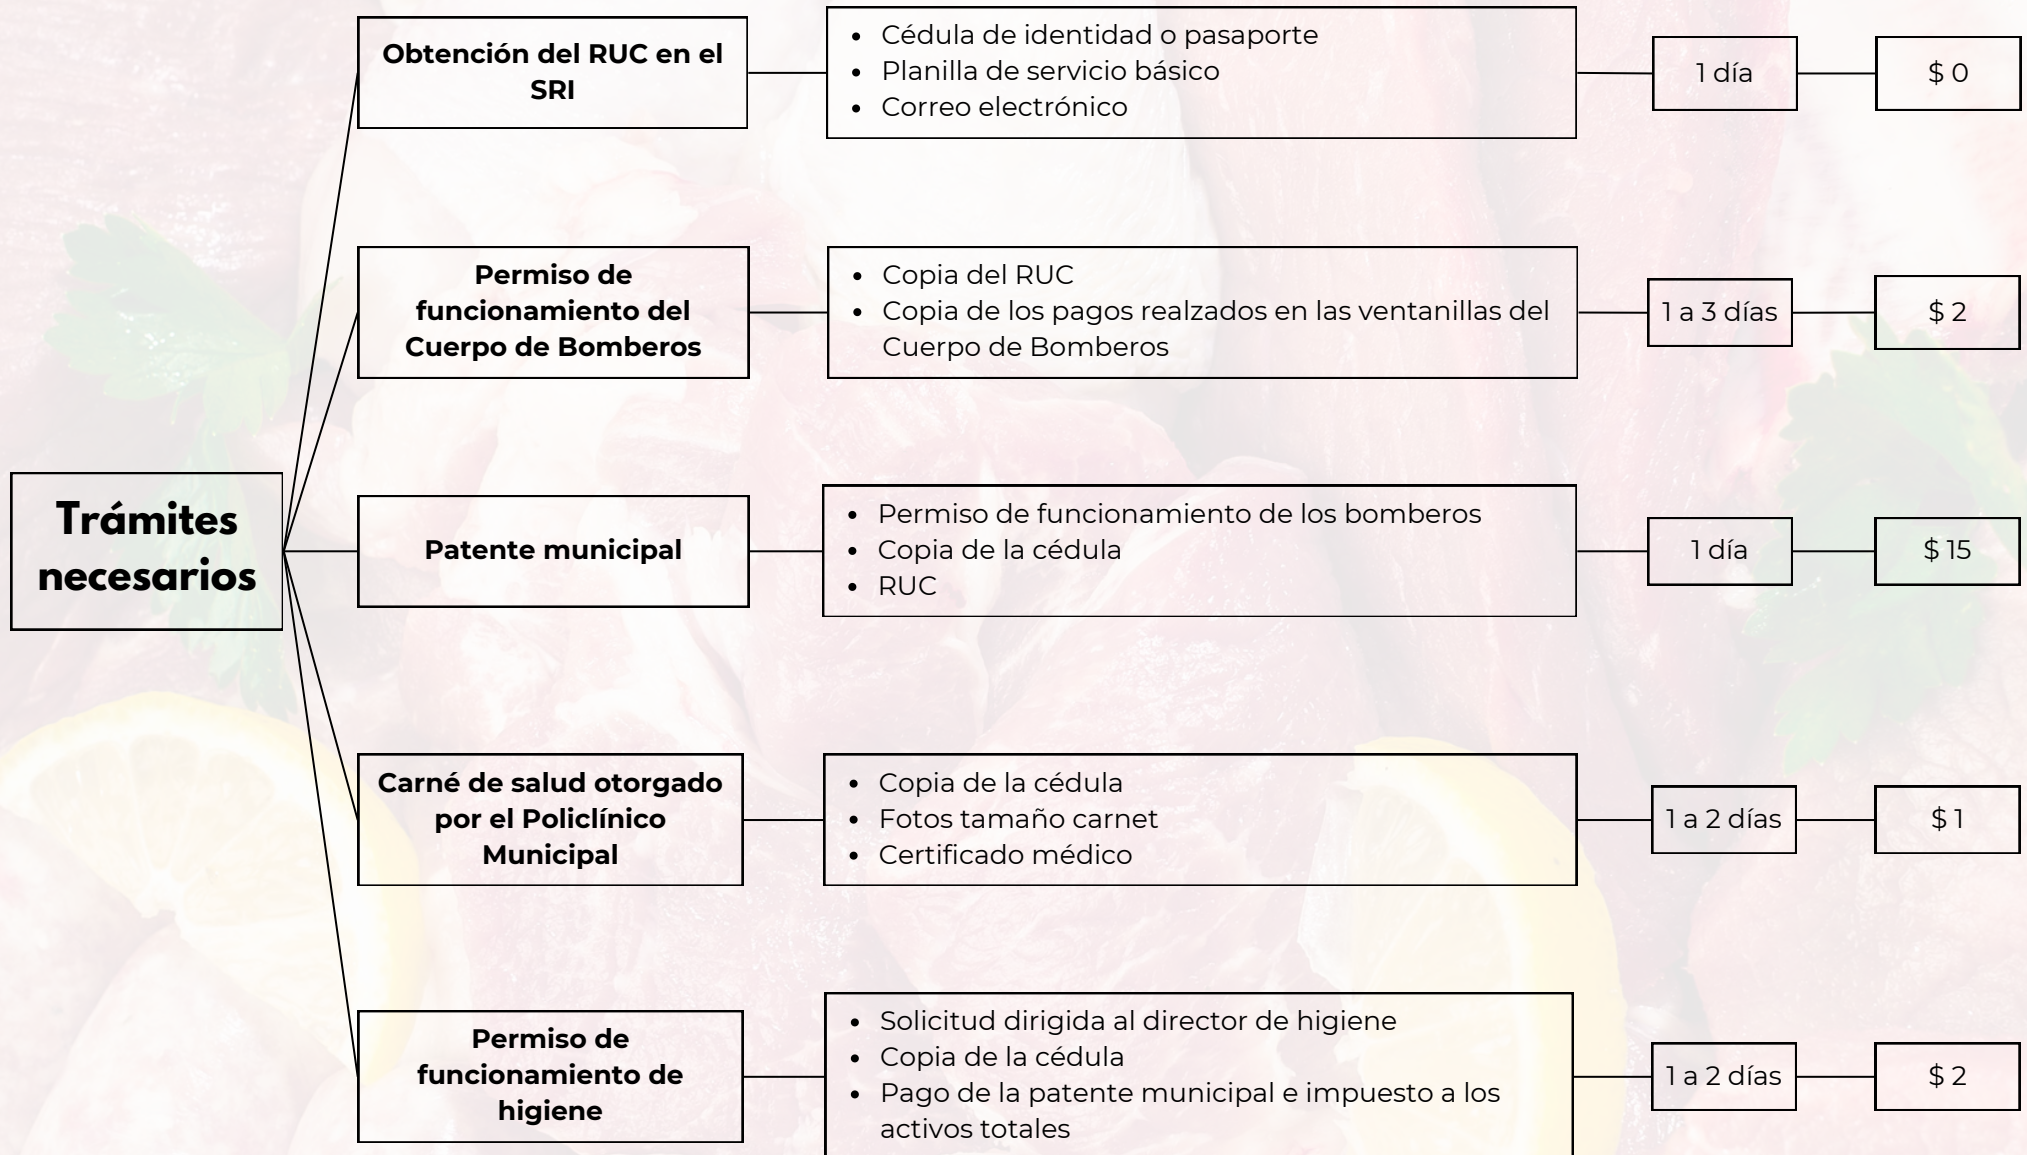 Trámites
necesarios
Obtención del RUC en el
SRI
• Cédula de identidad o pasaporte
• Planilla de servicio básico
• Correo electrónico
1 día
$ 0
Permiso de
funcionamiento del
Cuerpo de Bomberos
• Copia del RUC
• Copia de los pagos realzados en las ventanillas del
Cuerpo de Bomberos
1 a 3 días
$ 2
Patente municipal
• Permiso de funcionamiento de los bomberos
• Copia de la cédula
• RUC
1 día
$ 15
Carné de salud otorgado
por el Policlínico
Municipal
• Copia de la cédula
• Fotos tamaño carnet
• Certificado médico
1 a 2 días
$ 1
Permiso de
funcionamiento de
higiene
• Solicitud dirigida al director de higiene
• Copia de la cédula
• Pago de la patente municipal e impuesto a los
activos totales
1 a 2 días
$ 2